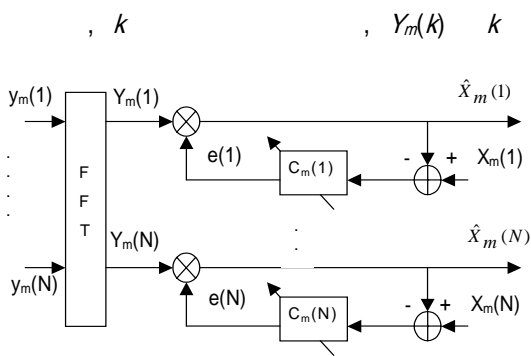 , k , Yₘ(k) k
yₘ(1) Yₘ(1) X̂ₘ(1)
e(1) Cₘ(1) - + Xₘ(1)
F
F
T
yₘ(N) Yₘ(N) X̂ₘ(N)
e(N) Cₘ(N) - + Xₘ(N)